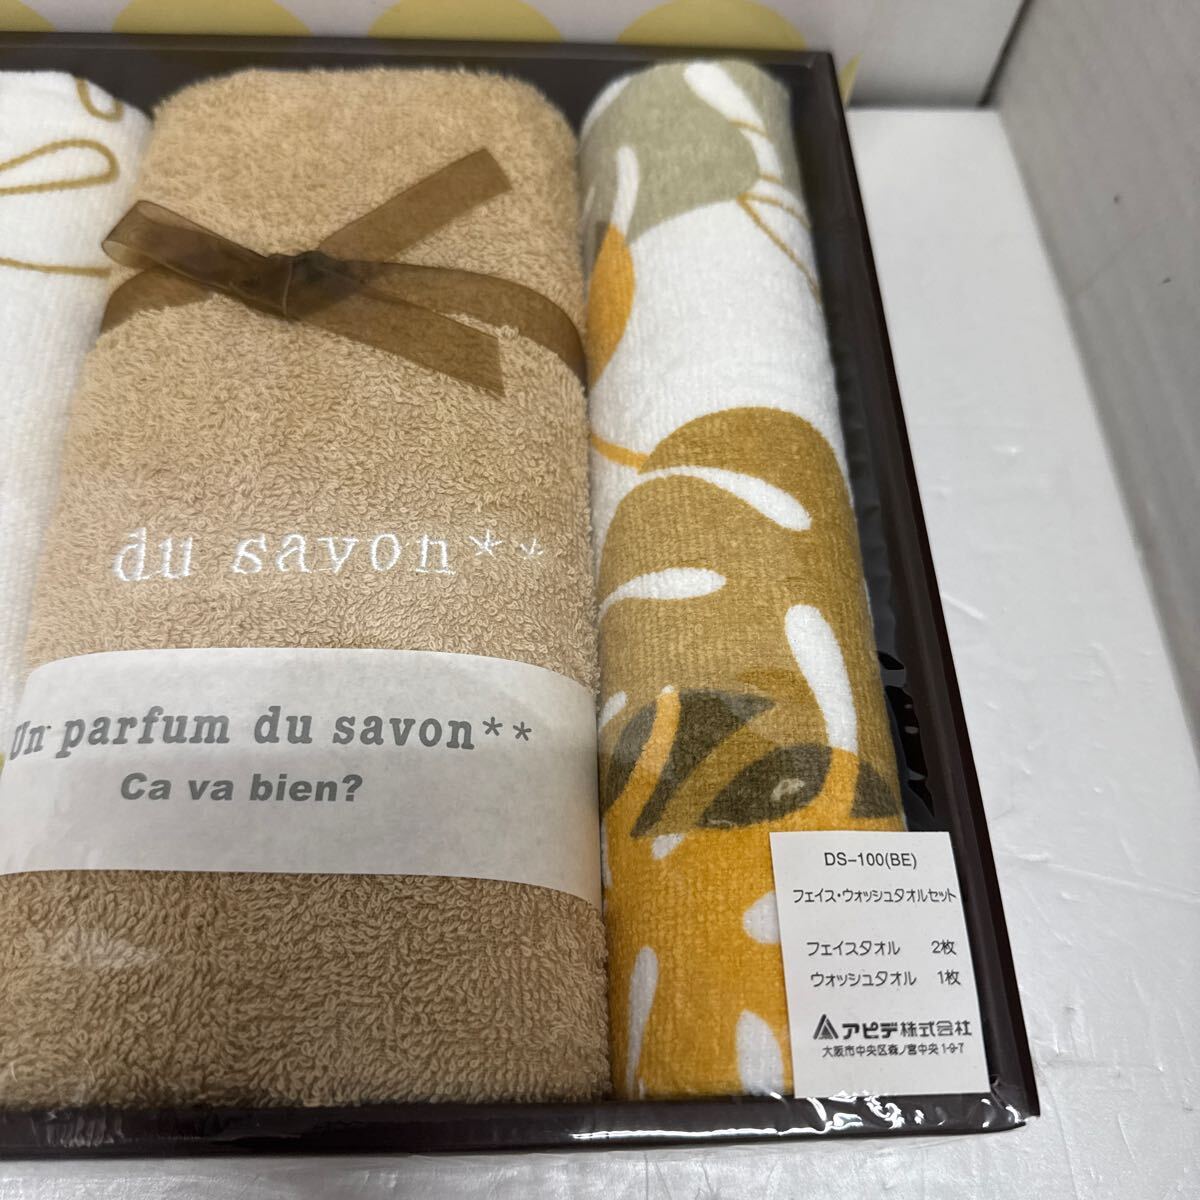 du savon**
Un parfum du savon**
Ca va bien?
DS-100(BE)
フェイス・ウォッシュタオルセット
フェイスタオル 2枚
ウォッシュタオル 1枚
アピデ株式会社
大阪市中央区森ノ宮中央1-9-7